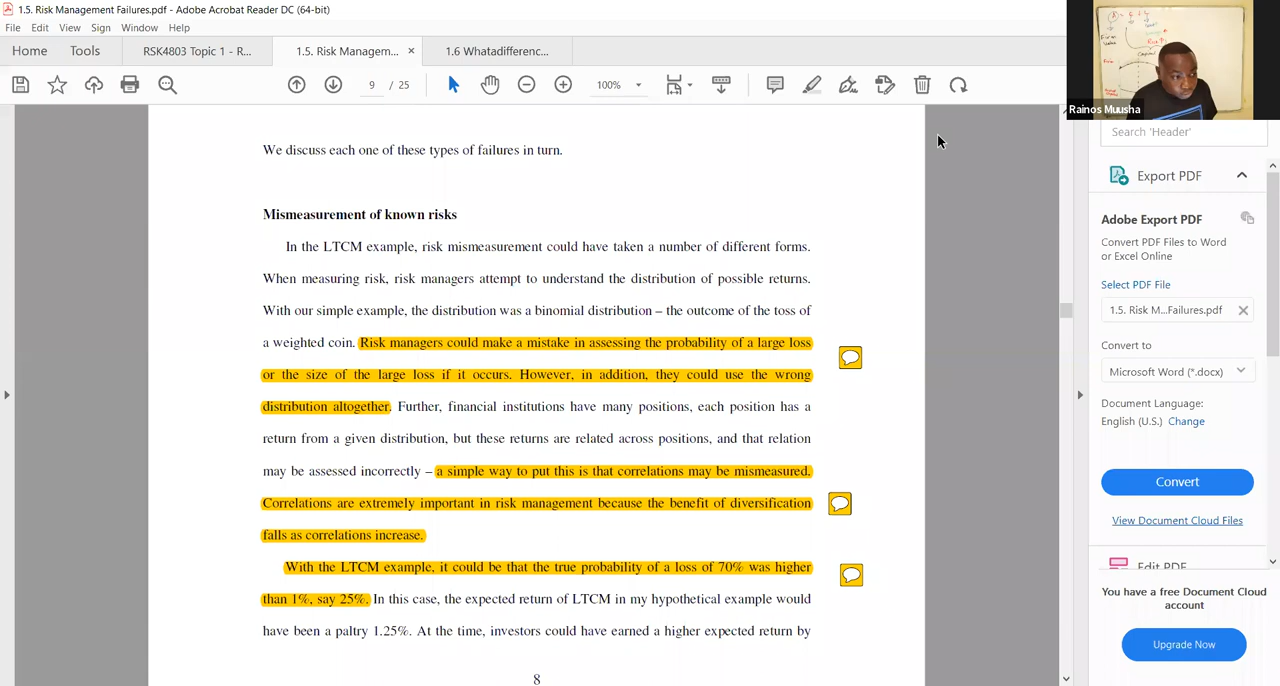 1.5. Risk Management Failures.pdf - Adobe Acrobat Reader DC (64-bit)
File Edit View Sign Window Help
Home Tools RSK4803 Topic 1 - R... 1.5. Risk Managem... × 1.6 Whatadifferenc...
9 / 25 100%
Rainos Muusha
We discuss each one of these types of failures in turn.
Mismeasurement of known risks
In the LTCM example, risk mismeasurement could have taken a number of different forms.
When measuring risk, risk managers attempt to understand the distribution of possible returns.
With our simple example, the distribution was a binomial distribution – the outcome of the toss of
a weighted coin. Risk managers could make a mistake in assessing the probability of a large loss
or the size of the large loss if it occurs. However, in addition, they could use the wrong
distribution altogether. Further, financial institutions have many positions, each position has a
return from a given distribution, but these returns are related across positions, and that relation
may be assessed incorrectly – a simple way to put this is that correlations may be mismeasured.
Correlations are extremely important in risk management because the benefit of diversification
falls as correlations increase.
With the LTCM example, it could be that the true probability of a loss of 70% was higher
than 1%, say 25%. In this case, the expected return of LTCM in my hypothetical example would
have been a paltry 1.25%. At the time, investors could have earned a higher expected return by
8
Search 'Header'
Export PDF
Adobe Export PDF
Convert PDF Files to Word
or Excel Online
Select PDF File
1.5. Risk M...Failures.pdf
Convert to
Microsoft Word (*.docx)
Document Language:
English (U.S.) Change
Convert
View Document Cloud Files
Edit PDF
You have a free Document Cloud
account
Upgrade Now